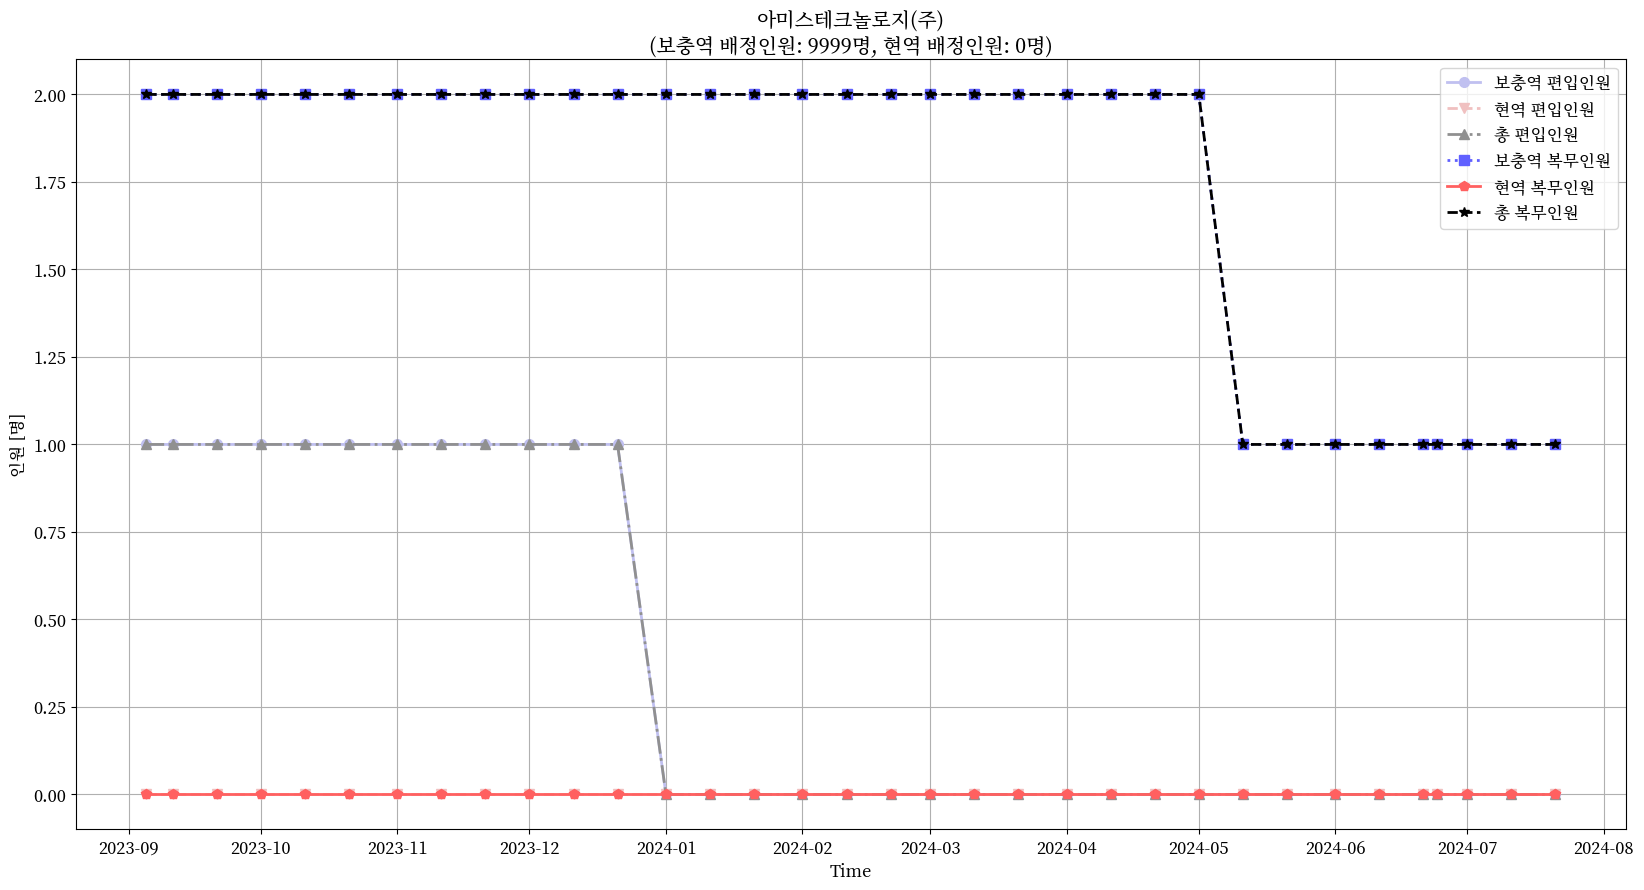 아미스테크놀로지(주)
(보충역 배정인원: 9999명, 현역 배정인원: 0명)
보충역 편입인원
현역 편입인원
총 편입인원
보충역 복무인원
현역 복무인원
총 복무인원
인원 [명]
2.00
1.75
1.50
1.25
1.00
0.75
0.50
0.25
0.00
2023-09 2023-10 2023-11 2023-12 2024-01 2024-02 2024-03 2024-04 2024-05 2024-06 2024-07 2024-08
Time